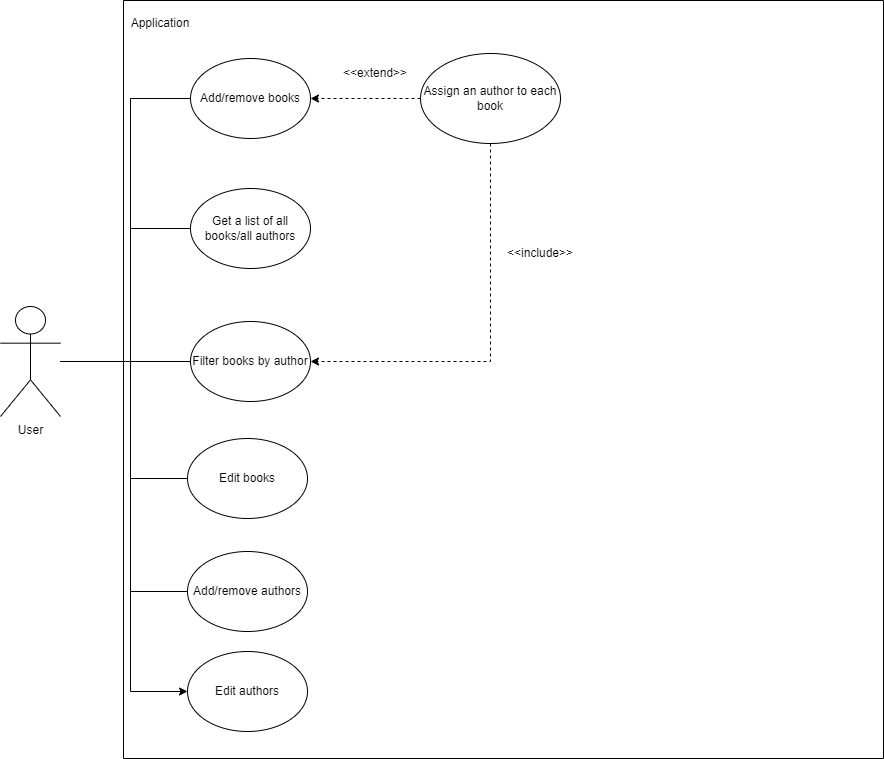 Application
Add/remove books
<<extend>>
Assign an author to each
book
Get a list of all
books/all authors
<<include>>
Filter books by author
User
Edit books
Add/remove authors
Edit authors